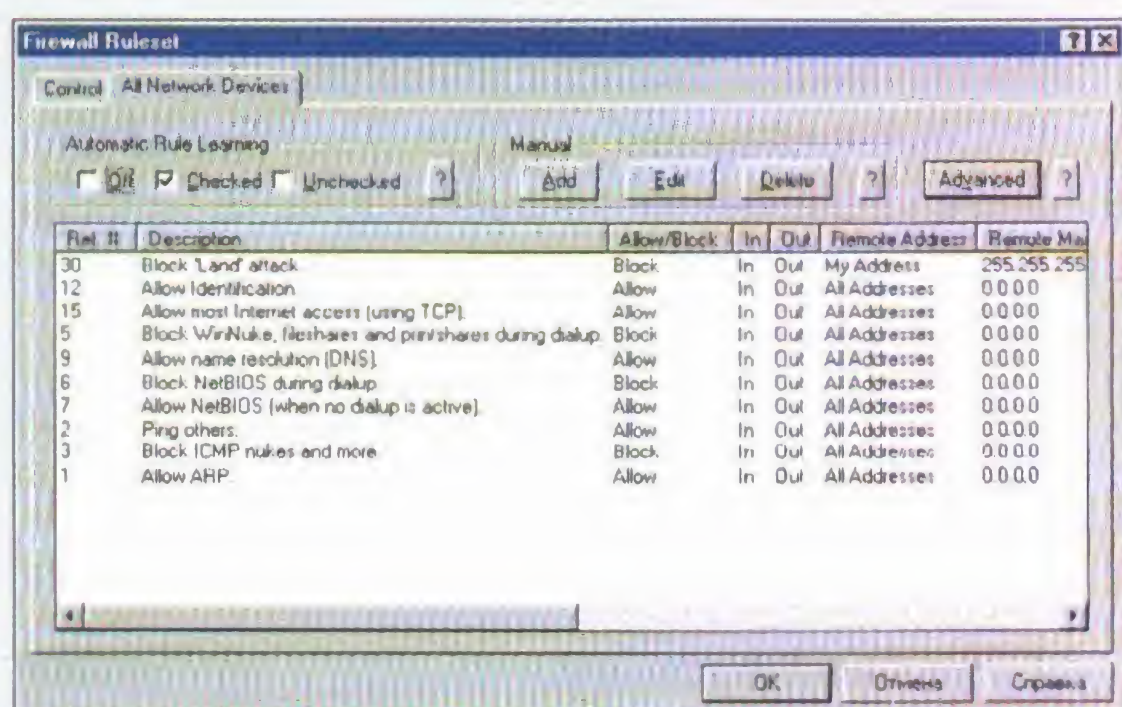 Firewall Ruleset
Control All Network Devices
Automatic Rule Learning
Manual
Off Checked Unchecked ? Add Edit Delete ? Advanced ?
Ref. # Description Allow/Block In Out Remote Address Remote Ma
30 Block 'Land' attack Block In Out My Address 255.255.255
12 Allow Identification Allow In Out All Addresses 0.0.0.0
15 Allow most Internet access (using TCP). Allow In Out All Addresses 0.0.0.0
5 Block WinNuke, fileshares and printshares during dialup. Block In Out All Addresses 0.0.0.0
9 Allow name resolution (DNS). Allow In Out All Addresses 0.0.0.0
6 Block NetBIOS during dialup Block In Out All Addresses 0.0.0.0
7 Allow NetBIOS (when no dialup is active). Allow In Out All Addresses 0.0.0.0
2 Ping others. Allow In Out All Addresses 0.0.0.0
3 Block ICMP nukes and more Block In Out All Addresses 0.0.0.0
1 Allow ARP. Allow In Out All Addresses 0.0.0.0
OK Отмена Справка